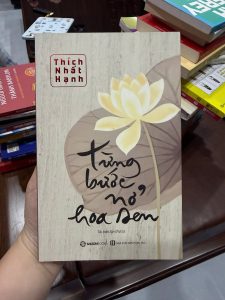 Thích
Nhất
Hạnh
từng
bước
nở
hoa sen